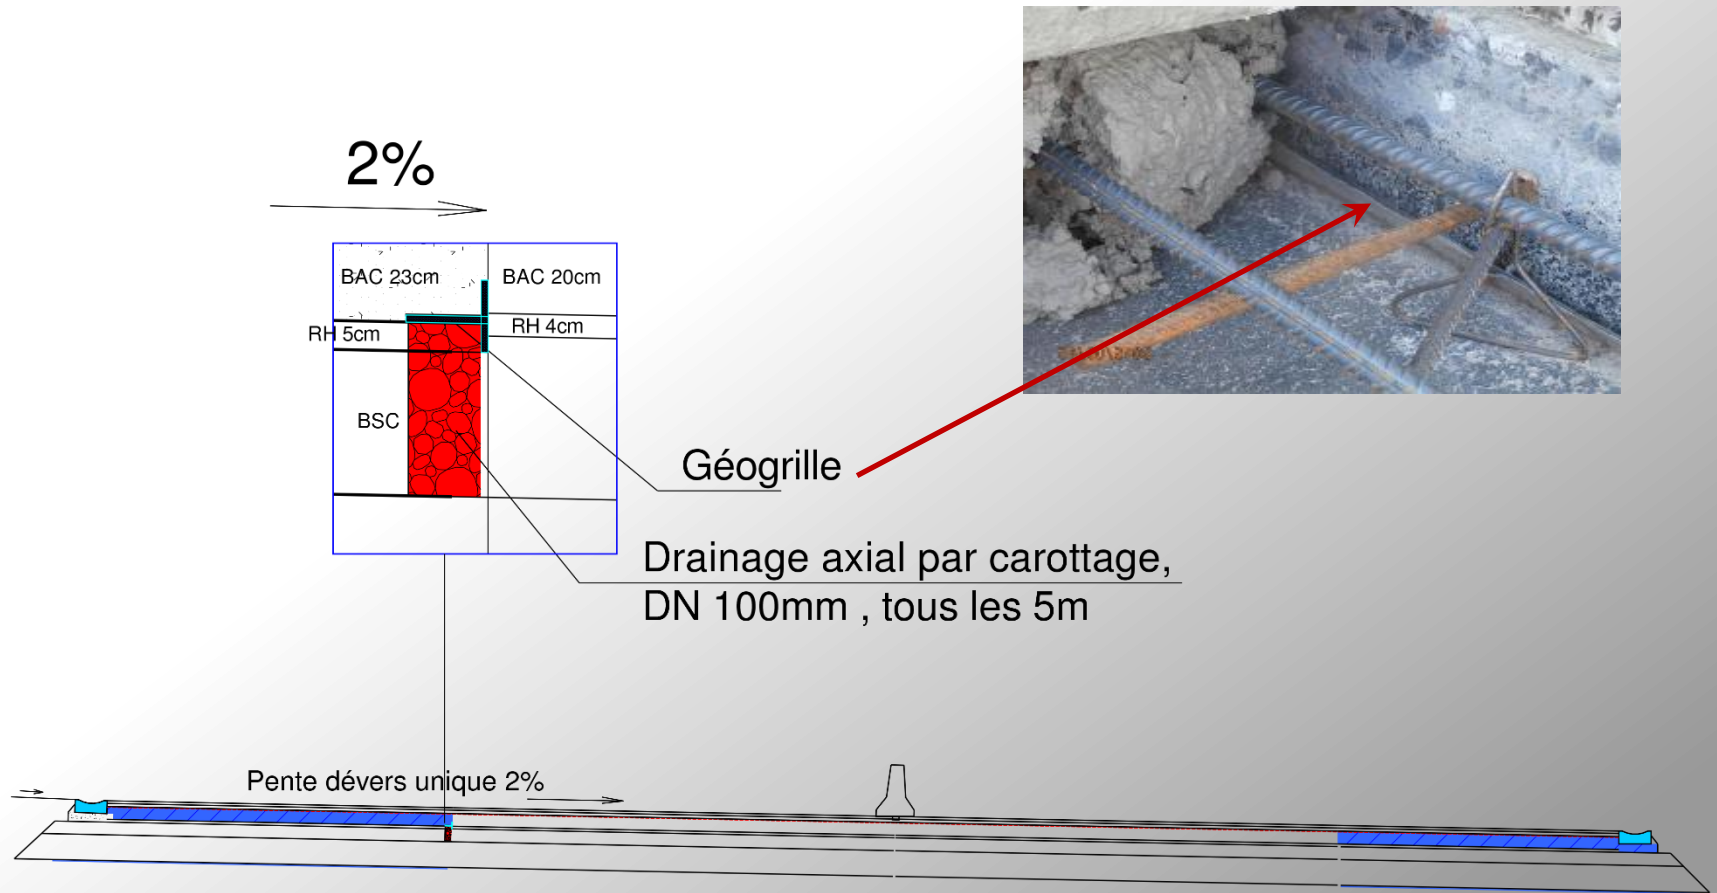 2%
BAC 23cm
BAC 20cm
RH 5cm
RH 4cm
BSC
Géogrille
Drainage axial par carottage,
DN 100mm , tous les 5m
Pente dévers unique 2%